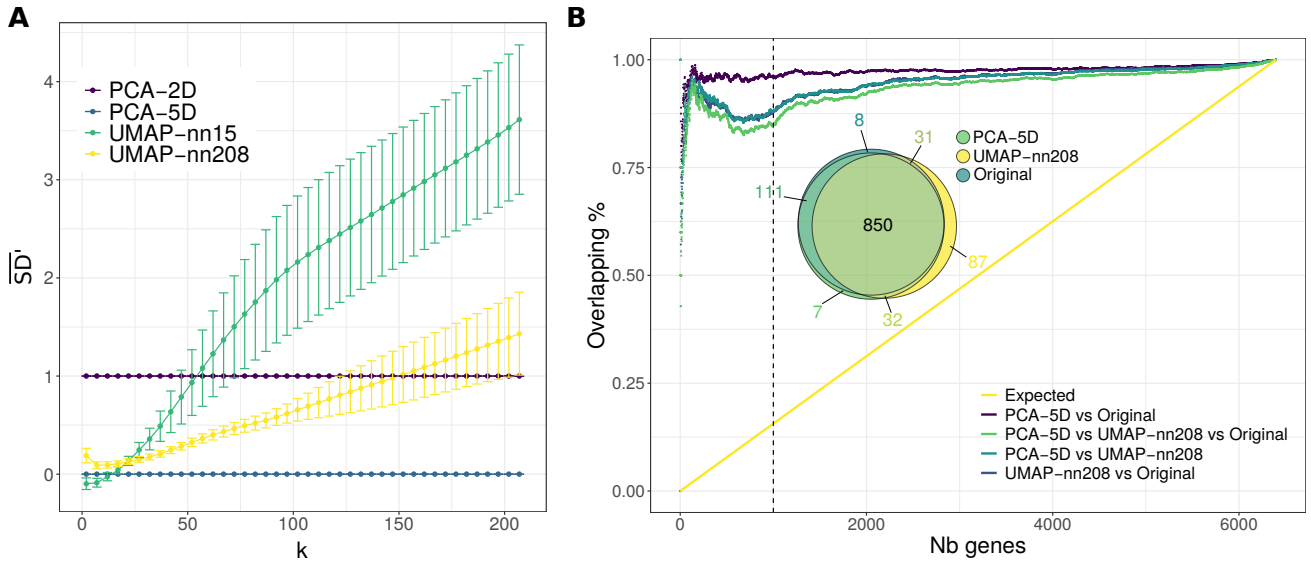 A
PCA-2D
PCA-5D
UMAP-nn15
UMAP-nn208
4
3
2
1
0
SD'
0
50
100
150
200
k
B
1.00
0.75
0.50
0.25
0.00
Overlapping %
8
31
111
850
87
7
32
PCA-5D
UMAP-nn208
Original
Expected
PCA-5D vs Original
PCA-5D vs UMAP-nn208 vs Original
PCA-5D vs UMAP-nn208
UMAP-nn208 vs Original
0
2000
4000
6000
Nb genes